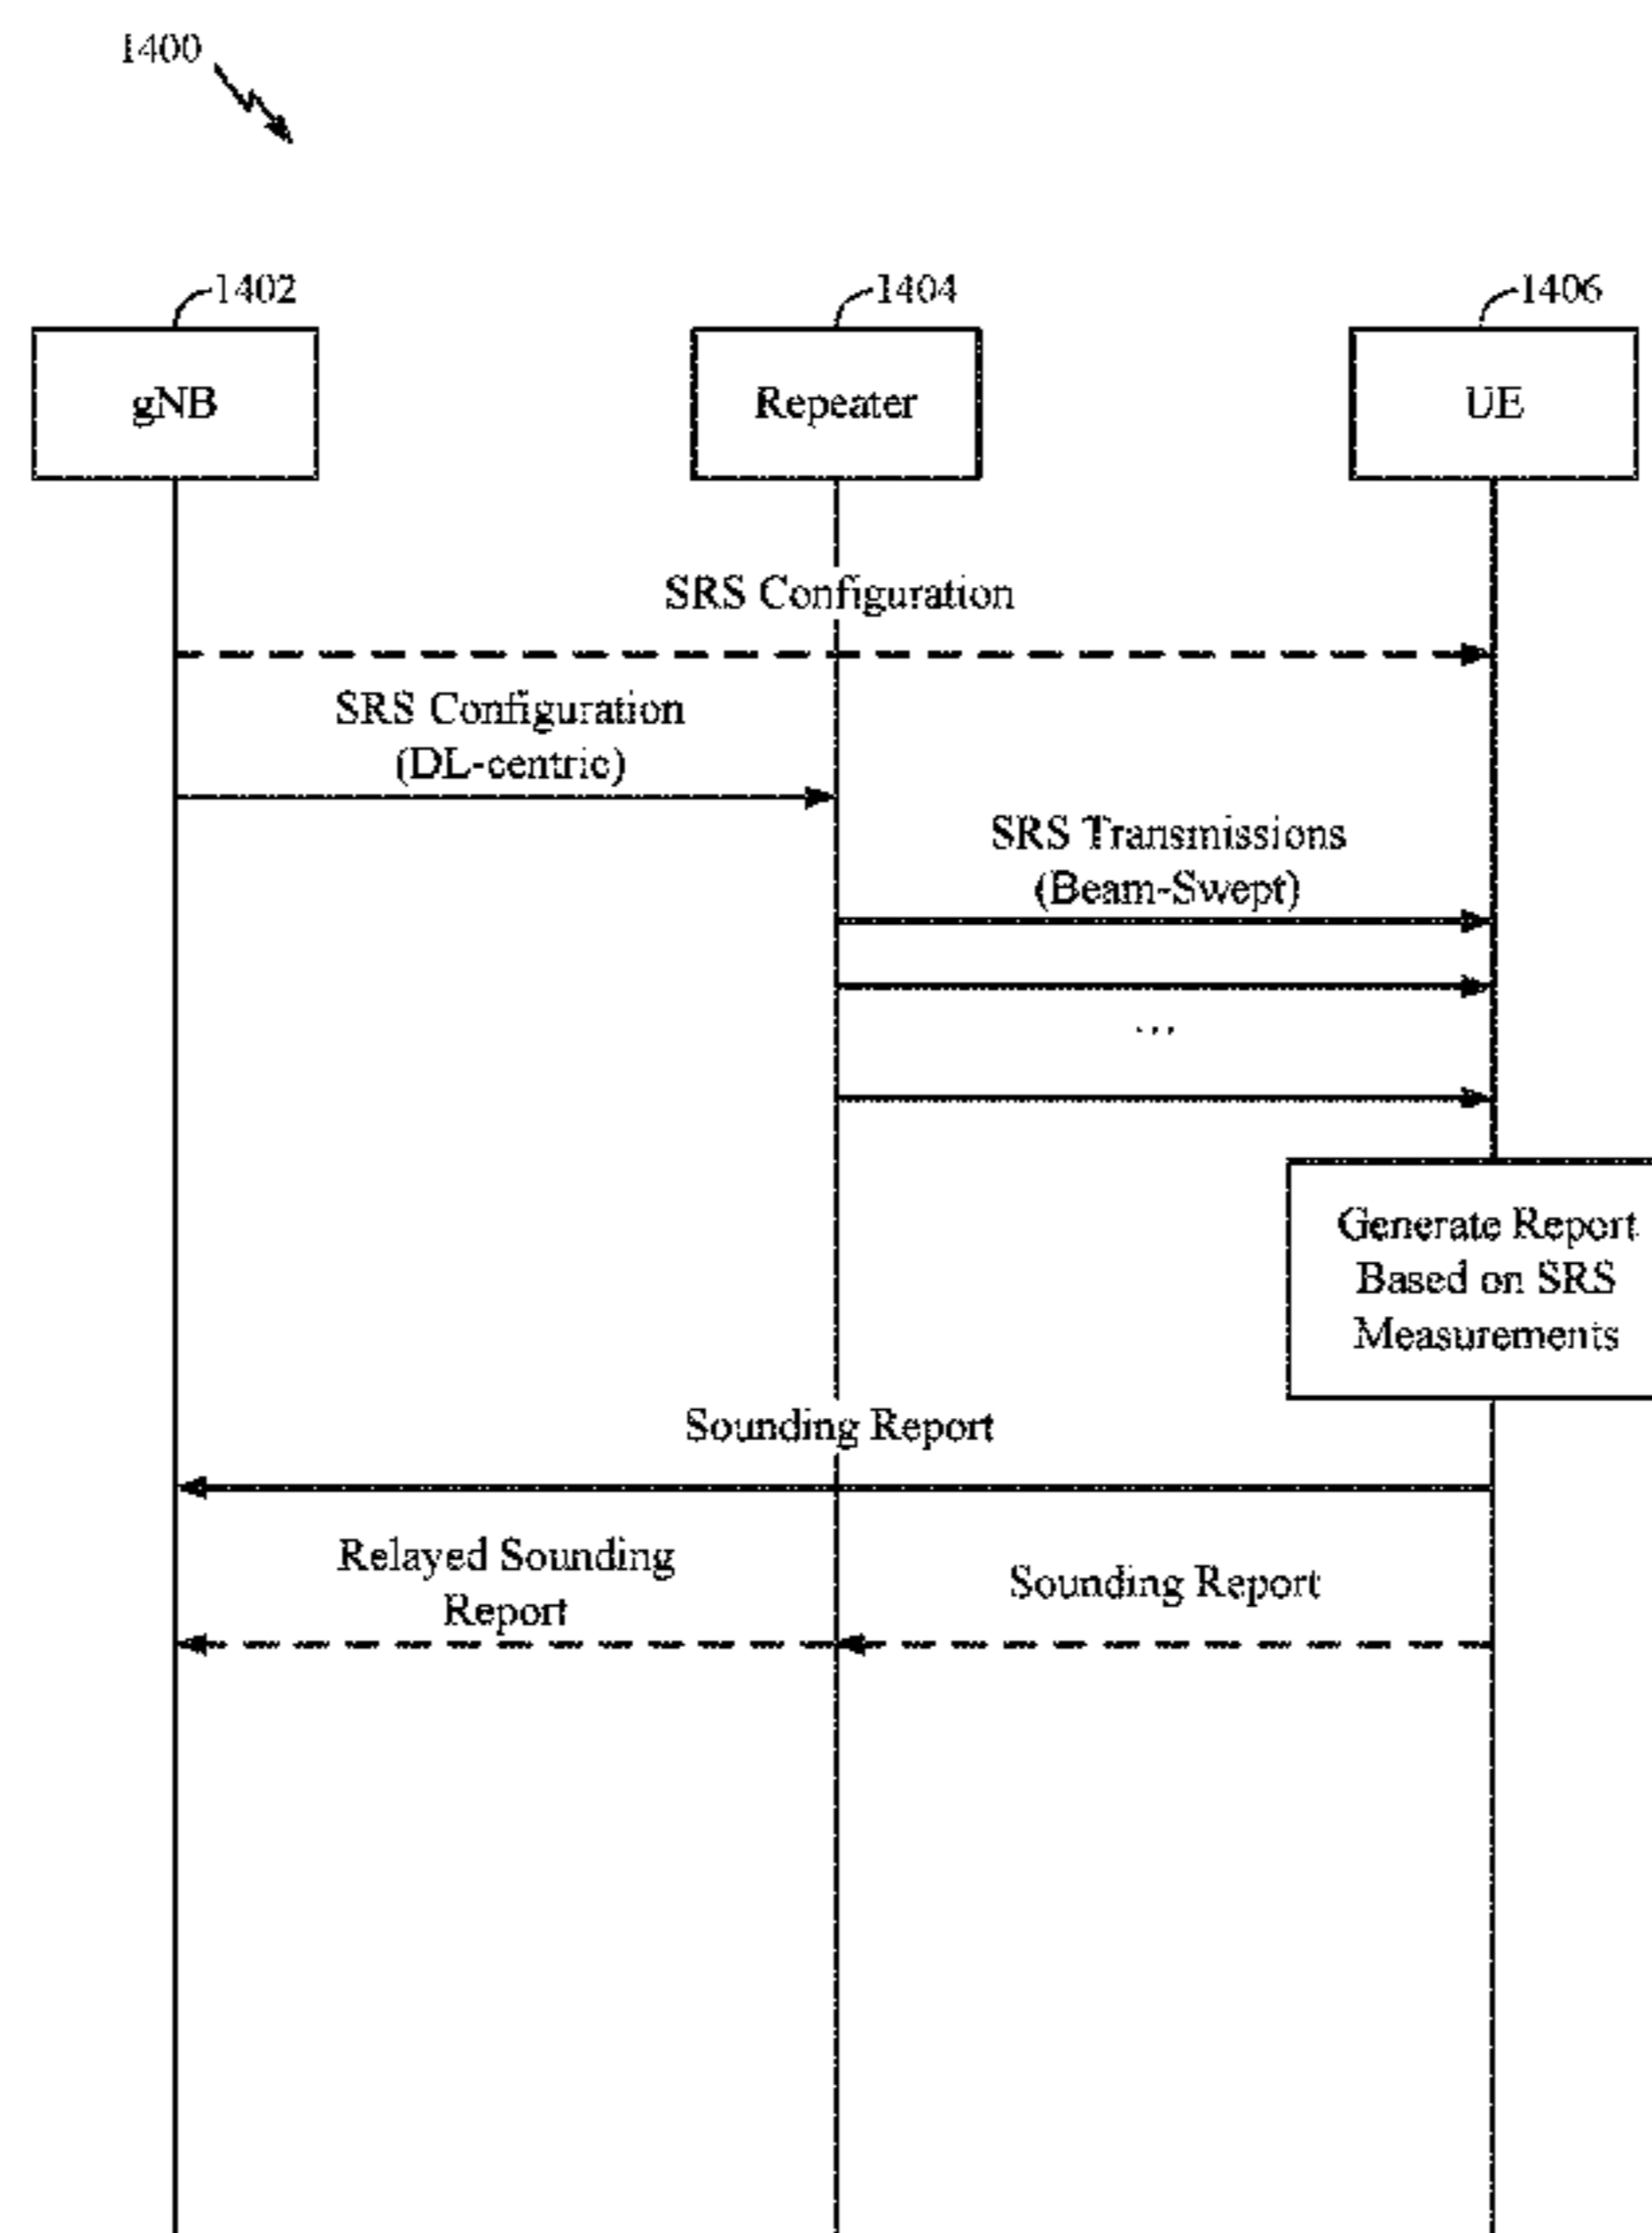 1400
1402
1404
1406
gNB
Repeater
UE
SRS Configuration
SRS Configuration
(DL-centric)
SRS Transmissions
(Beam-Swept)
...
Generate Report
Based on SRS
Measurements
Sounding Report
Relayed Sounding
Report
Sounding Report